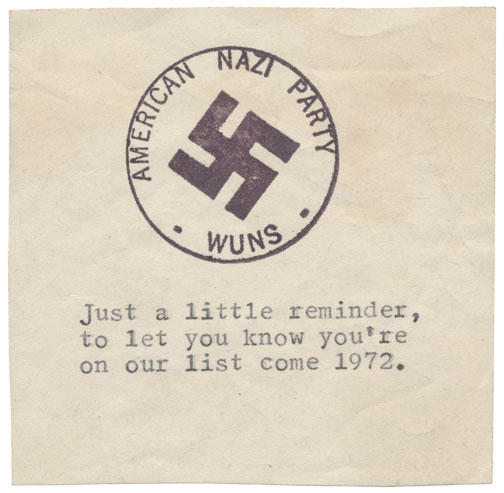 AMERICAN NAZI PARTY
· WUNS ·
Just a little reminder,
to let you know you're
on our list come 1972.